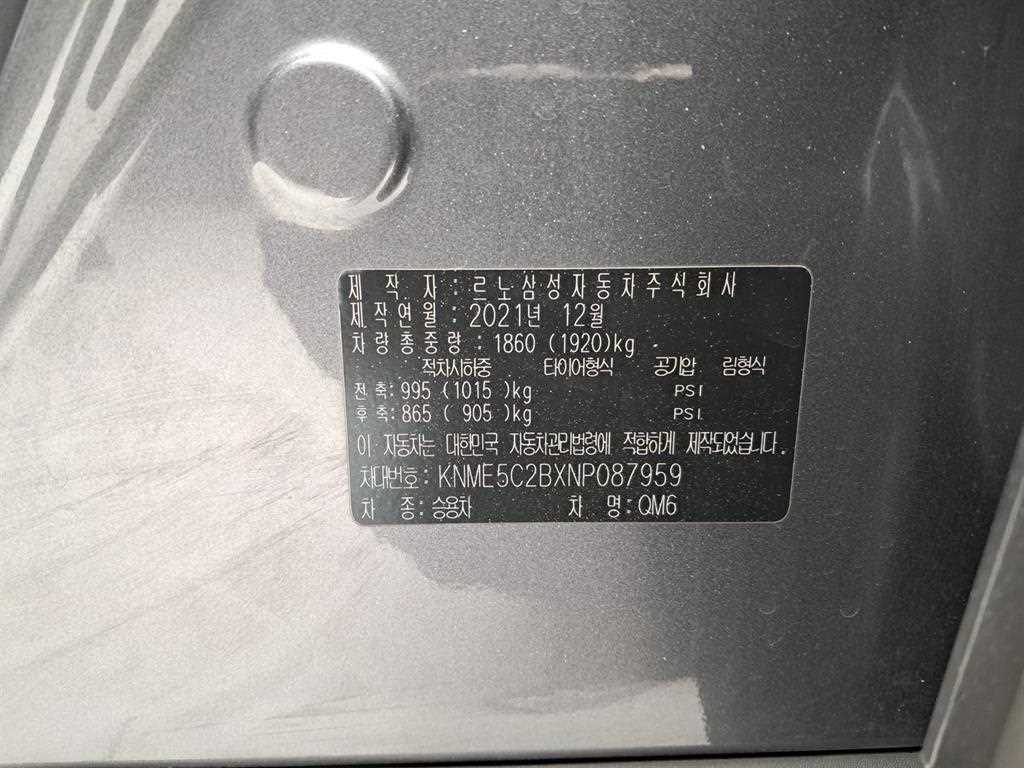 제 작 자 : 르노삼성자동차주식회사
제작연월 : 2021년 12월
차량총중량 : 1860 (1920)kg
적차시하중 타이어형식 공기압 림형식
전 축: 995 (1015 )kg PSI
후 축: 865 ( 905 )kg PSI
이 자동차는 대한민국 자동차관리법령에 적합하게 제작되었습니다.
차대번호: KNME5C2BXNP087959
차 종: 승용차 차 명: QM6